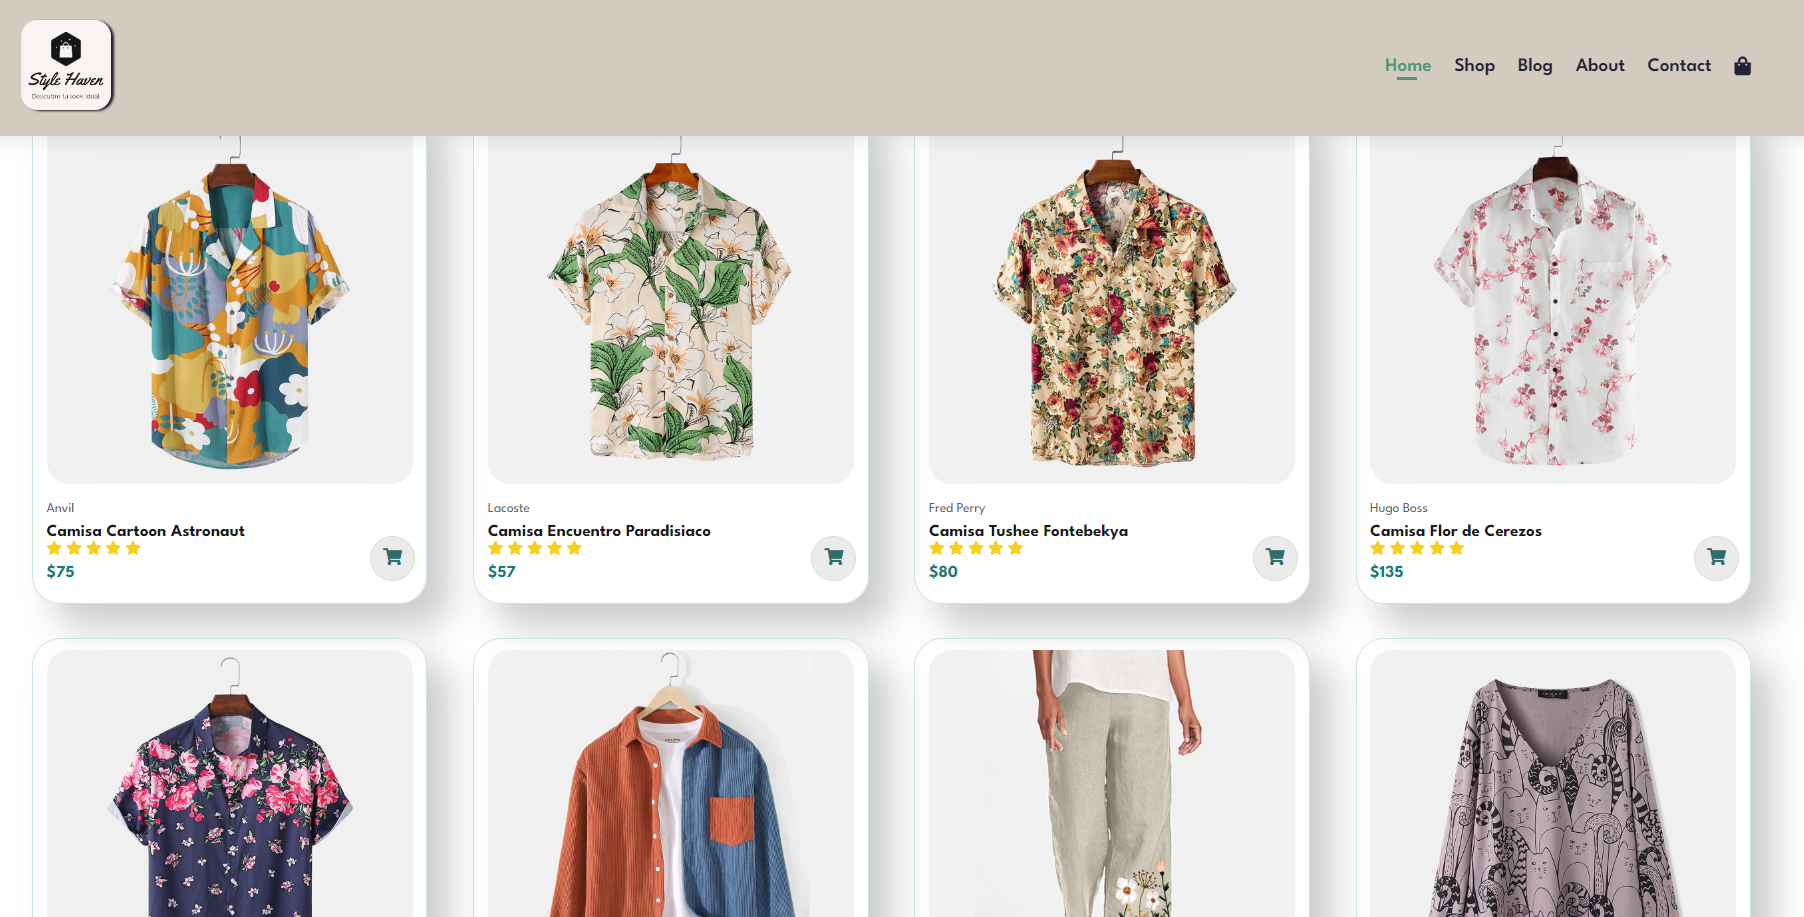 Style Haven
Descubre tu look ideal
Home
Shop
Blog
About
Contact
Anvil
Camisa Cartoon Astronaut
$75
Lacoste
Camisa Encuentro Paradisiaco
$57
Fred Perry
Camisa Tushee Fontebekya
$80
Hugo Boss
Camisa Flor de Cerezos
$135